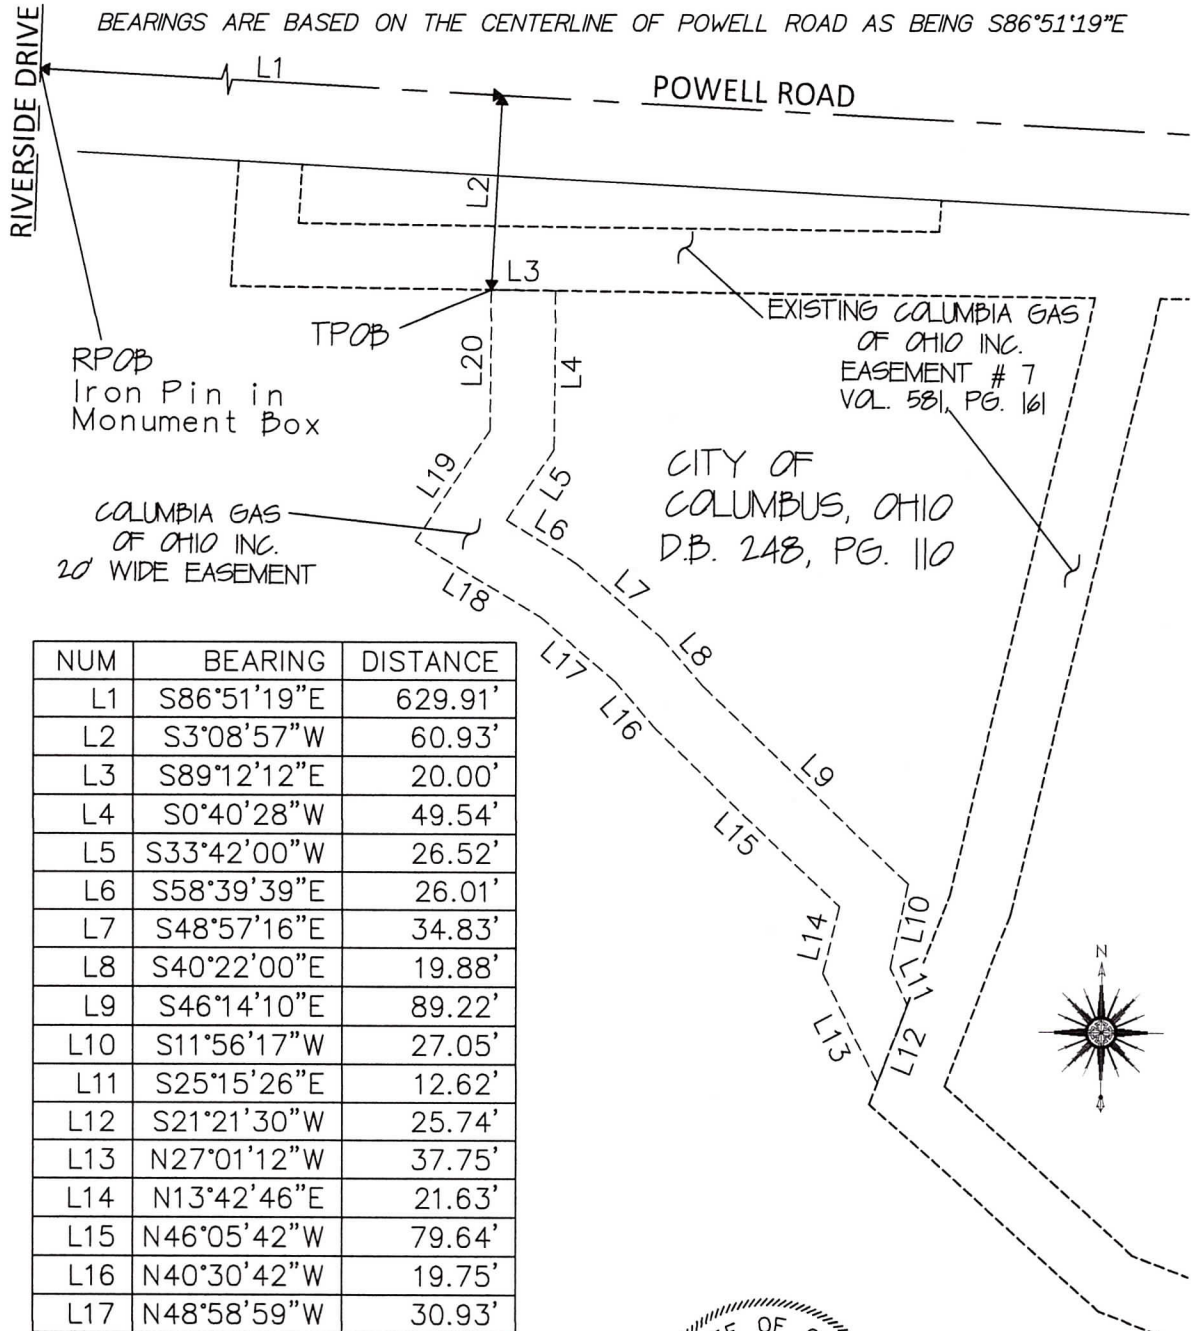 BEARINGS ARE BASED ON THE CENTERLINE OF POWELL ROAD AS BEING S86°51'19"E
RIVERSIDE DRIVE
L1
POWELL ROAD
L2
L3
TPOB
RPOB
Iron Pin in
Monument Box
EXISTING COLUMBIA GAS
OF OHIO INC.
EASEMENT # 7
VOL. 581, PG. 161
L20
L4
L19
L5
L6
CITY OF
COLUMBUS, OHIO
D.B. 248, PG. 110
COLUMBIA GAS
OF OHIO INC.
20' WIDE EASEMENT
L18
L7
L17
L8
L16
L9
L15
L10
L14
L11
L13
L12
N
NUM BEARING DISTANCE
L1 S86°51'19"E 629.91'
L2 S3°08'57"W 60.93'
L3 S89°12'12"E 20.00'
L4 S0°40'28"W 49.54'
L5 S33°42'00"W 26.52'
L6 S58°39'39"E 26.01'
L7 S48°57'16"E 34.83'
L8 S40°22'00"E 19.88'
L9 S46°14'10"E 89.22'
L10 S11°56'17"W 27.05'
L11 S25°15'26"E 12.62'
L12 S21°21'30"W 25.74'
L13 N27°01'12"W 37.75'
L14 N13°42'46"E 21.63'
L15 N46°05'42"W 79.64'
L16 N40°30'42"W 19.75'
L17 N48°58'59"W 30.93'
OF